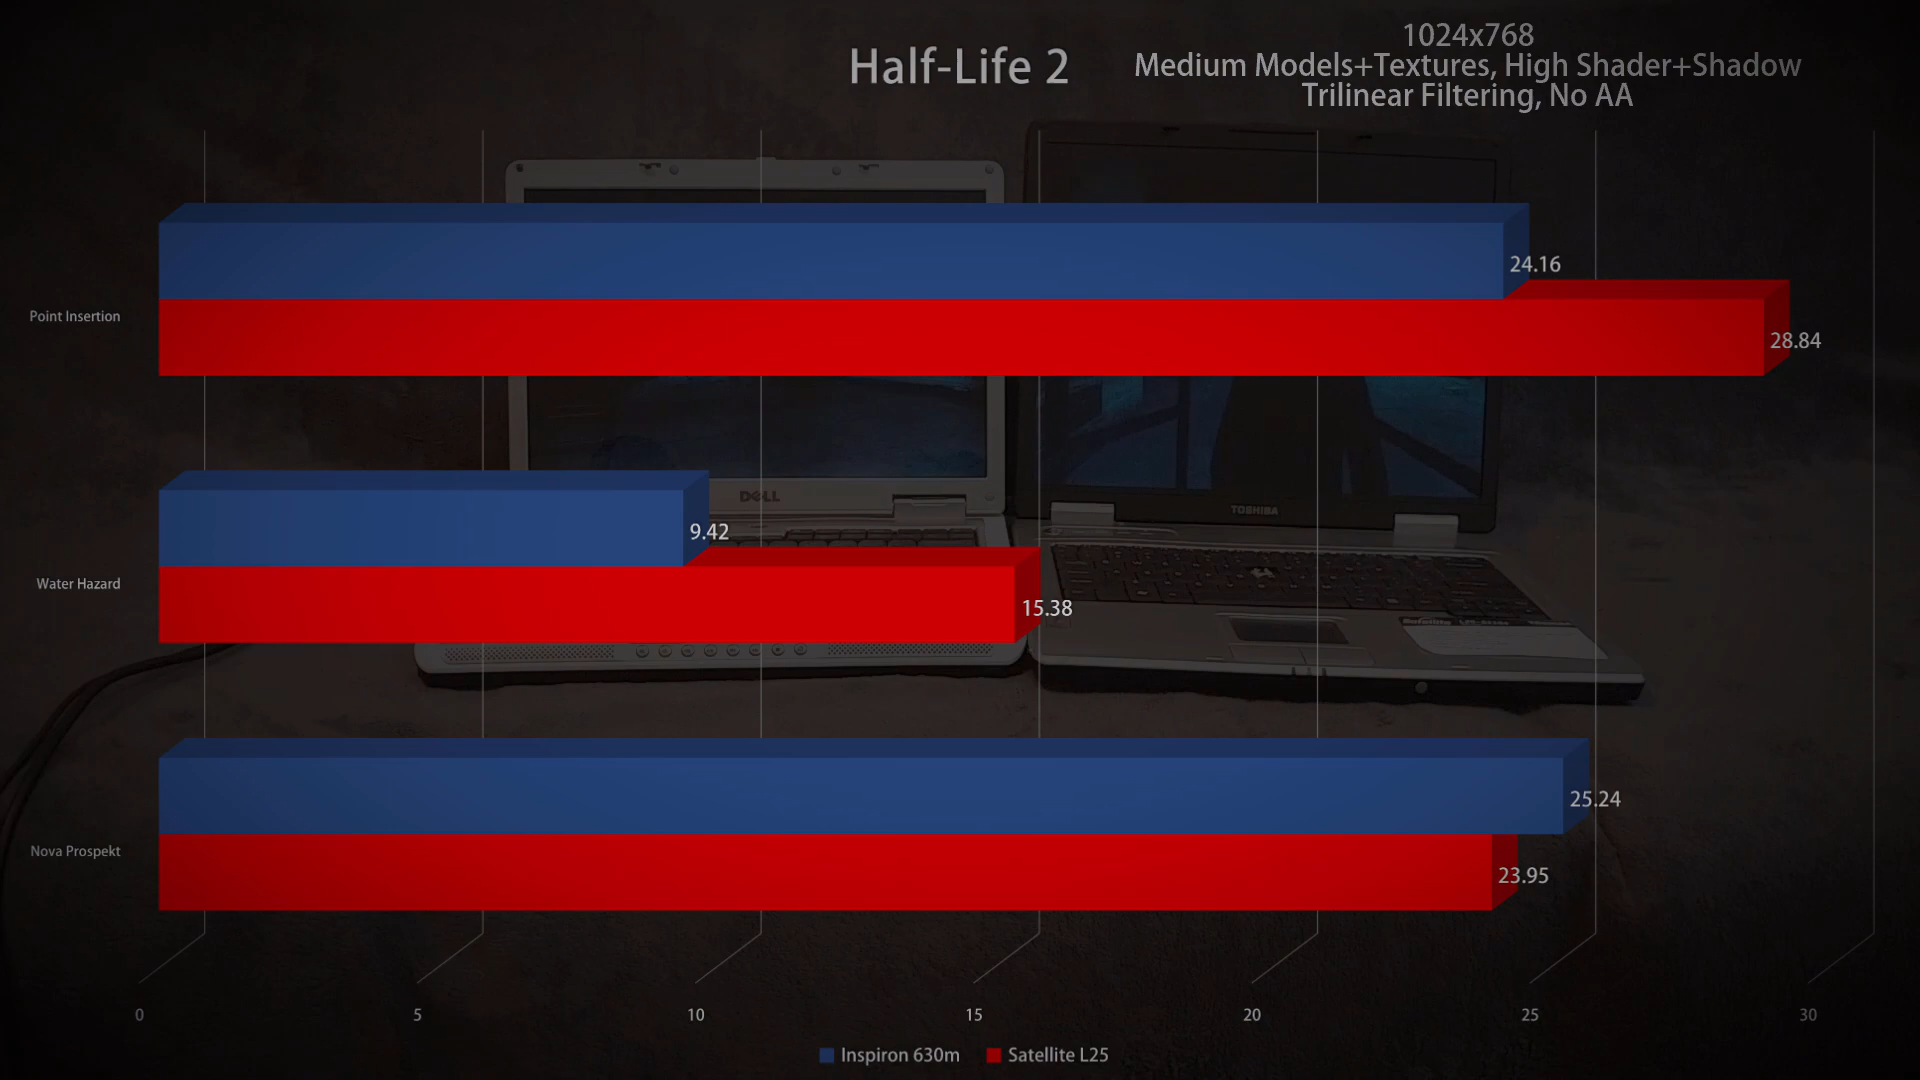 Half-Life 2
1024x768
Medium Models+Textures, High Shader+Shadow
Trilinear Filtering, No AA
24.16
Point Insertion
28.84
DELL
TOSHIBA
9.42
Water Hazard
15.38
Satellite
25.24
Nova Prospekt
23.95
0 5 10 15 20 25 30
Inspiron 630m Satellite L25